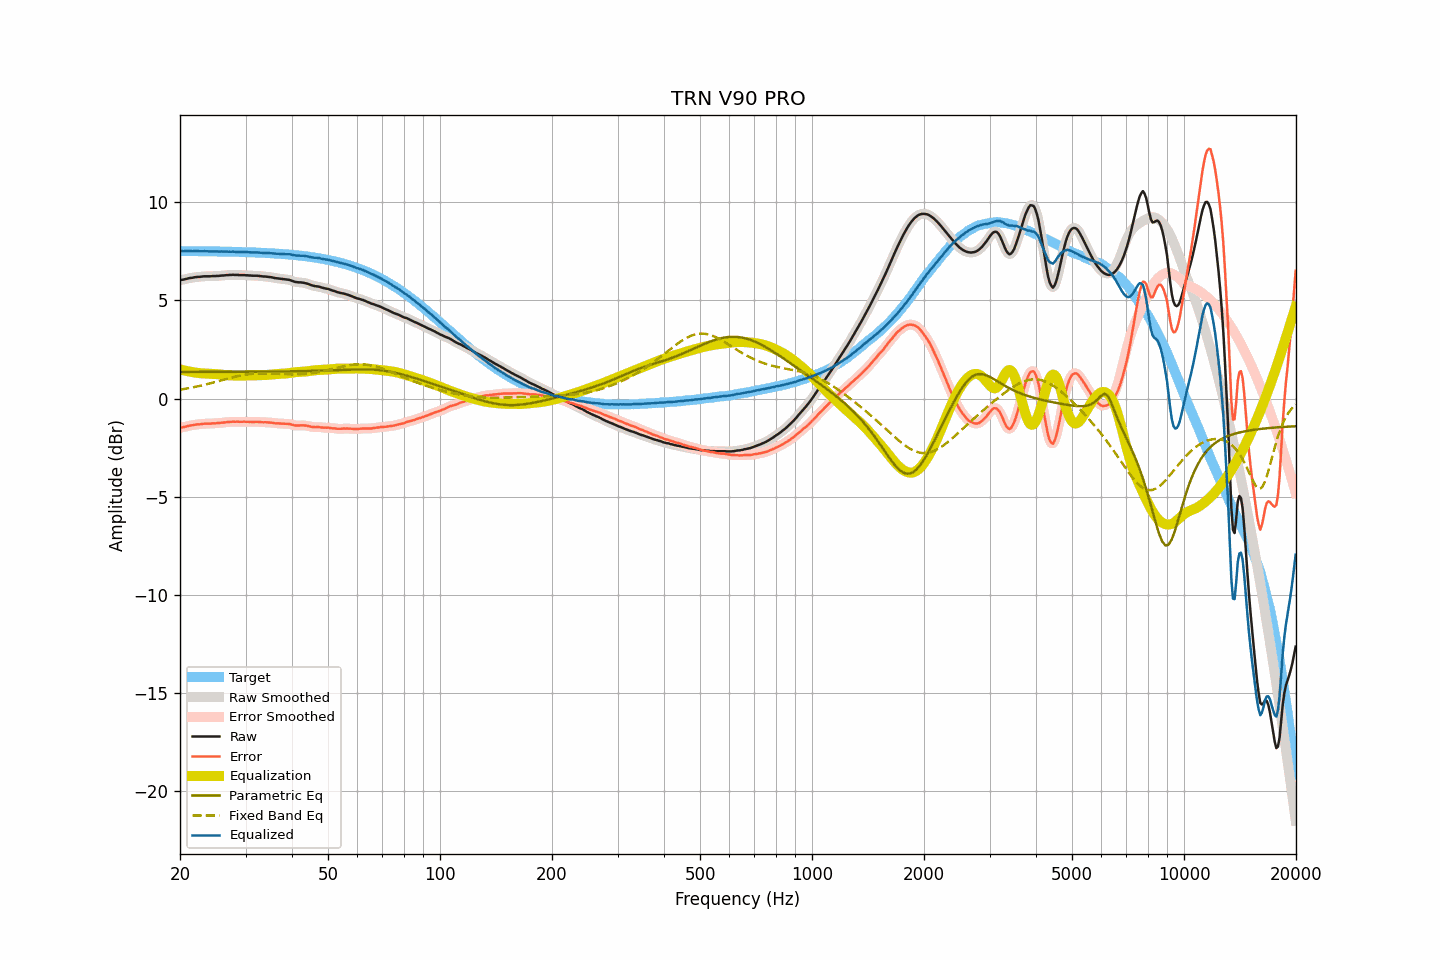 TRN V90 PRO
Amplitude (dBr)
10
5
0
−5
−10
−15
−20
Target
Raw Smoothed
Error Smoothed
Raw
Error
Equalization
Parametric Eq
Fixed Band Eq
Equalized
20 50 100 200 500 1000 2000 5000 10000 20000
Frequency (Hz)